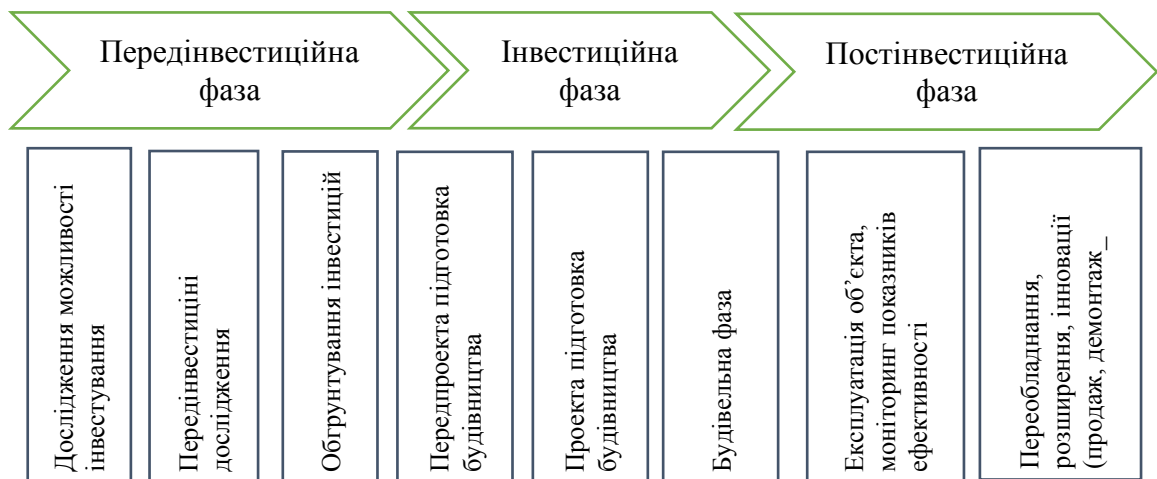 Передінвестиційна
фаза
Інвестиційна
фаза
Постінвестиційна
фаза
Дослідження можливості
інвестування
Передінвестиціні
дослідження
Обгрунтування інвестицій
Передпроекта підготовка
будівництва
Проекта підготовка
будівництва
Будівельна фаза
Експлуатація об’єкта,
моніторинг показників
ефективності
Переобладнання,
розширення, інновації
(продаж, демонтаж_